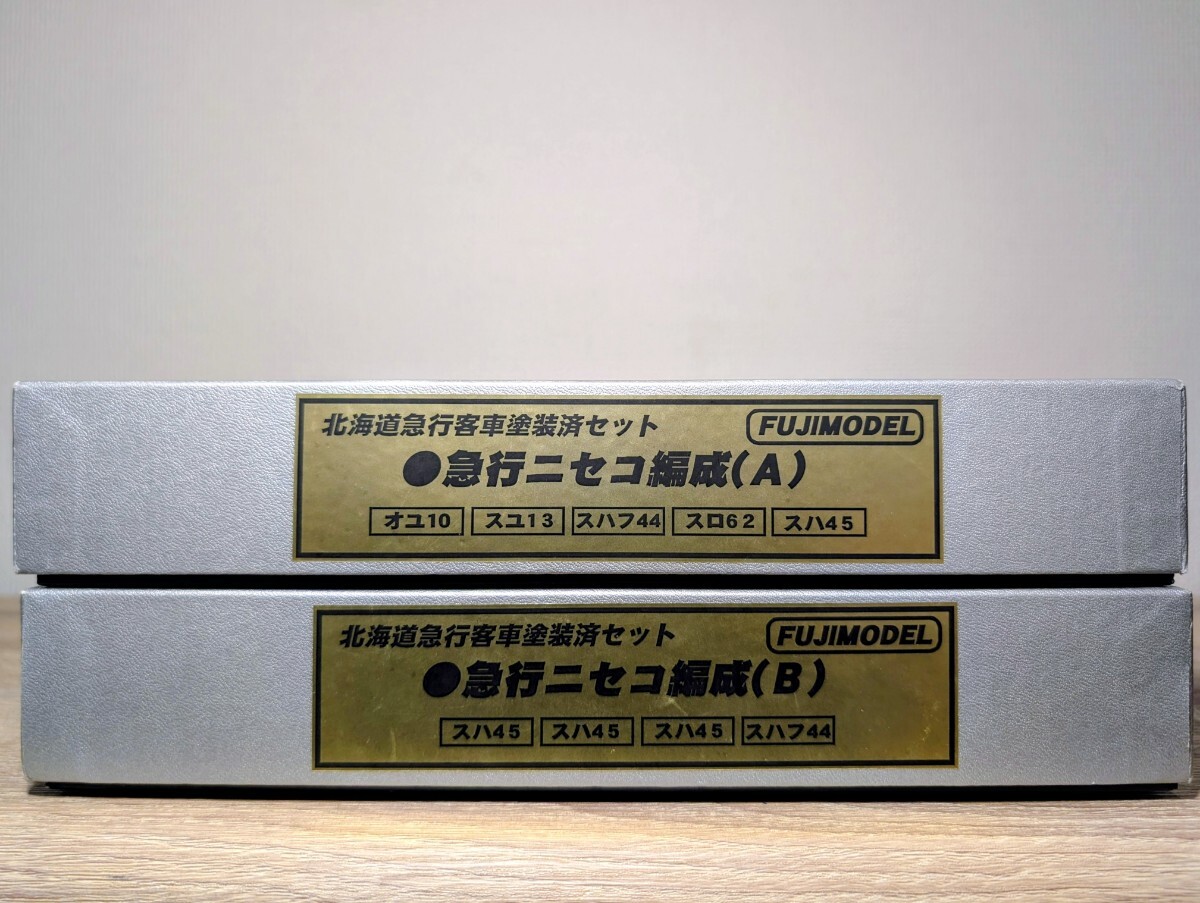 北海道急行客車塗装済セット FUJIMODEL
●急行ニセコ編成(A)
オユ10 スユ13 スハフ44 スロ62 スハ45
北海道急行客車塗装済セット FUJIMODEL
●急行ニセコ編成(B)
スハ45 スハ45 スハ45 スハフ44